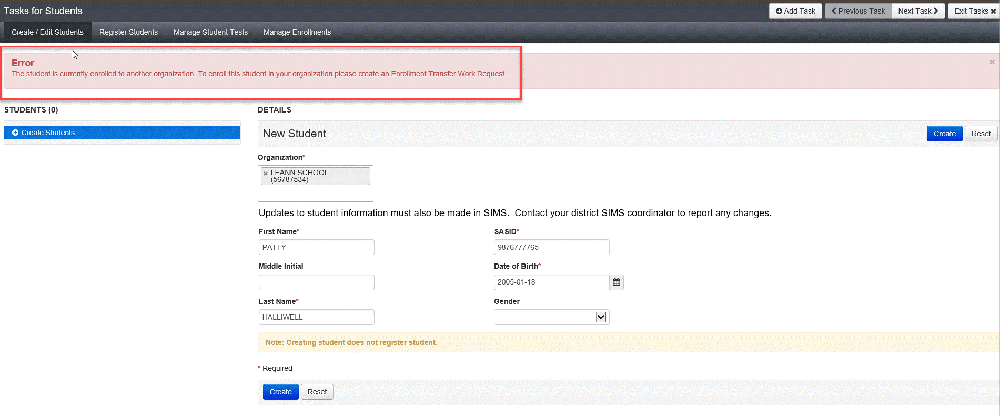 Tasks for Students
Add Task
Previous Task
Next Task
Exit Tasks
Create / Edit Students
Register Students
Manage Student Tests
Manage Enrollments
Error
The student is currently enrolled to another organization. To enroll this student in your organization please create an Enrollment Transfer Work Request.
STUDENTS (0)
DETAILS
Create Students
New Student
Create
Reset
Organization*
LEANN SCHOOL
(56787534)
Updates to student information must also be made in SIMS.  Contact your district SIMS coordinator to report any changes.
First Name*
SASID*
PATTY
9876777765
Middle Initial
Date of Birth*
2005-01-18
Last Name*
Gender
HALLIWELL
Note: Creating student does not register student.
* Required
Create
Reset